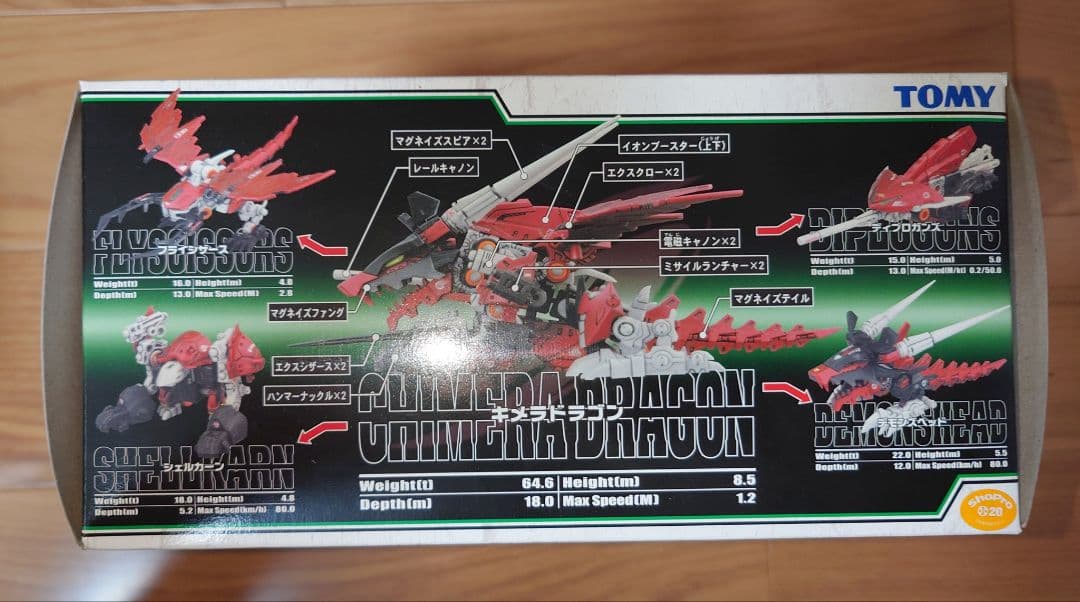 TOMY
マグネイズスピア×2
レールキャノン
イオンブースター(上下)
エクスクロー×2
電磁キャノン×2
ミサイルランチャー×2
マグネイズテイル
マグネイズファング
エクスシザース×2
ハンマーナックル×2
FLYSCISSORS
フライシザース
Weight(t) 16.0 Height(m) 4.0
Depth(m) 13.0 Max Speed(M) 2.8
DIPLOGUNS
ディプロガンズ
Weight(t) 15.0 Height(m) 5.0
Depth(m) 13.0 Max Speed(M/kt) 0.2/50.0
SHELLKARN
シェルカーン
Weight(t) 18.0 Height(m) 4.8
Depth(m) 5.2 Max Speed(km/h) 80.0
CHIMERA DRAGON
キメラドラゴン
Weight(t) 64.6 Height(m) 8.5
Depth(m) 18.0 Max Speed(M) 1.2
DEMONSHEAD
デモンズヘッド
Weight(t) 22.0 Height(m) 5.5
Depth(m) 12.0 Max Speed(km/h) 80.0
ShoPro
20